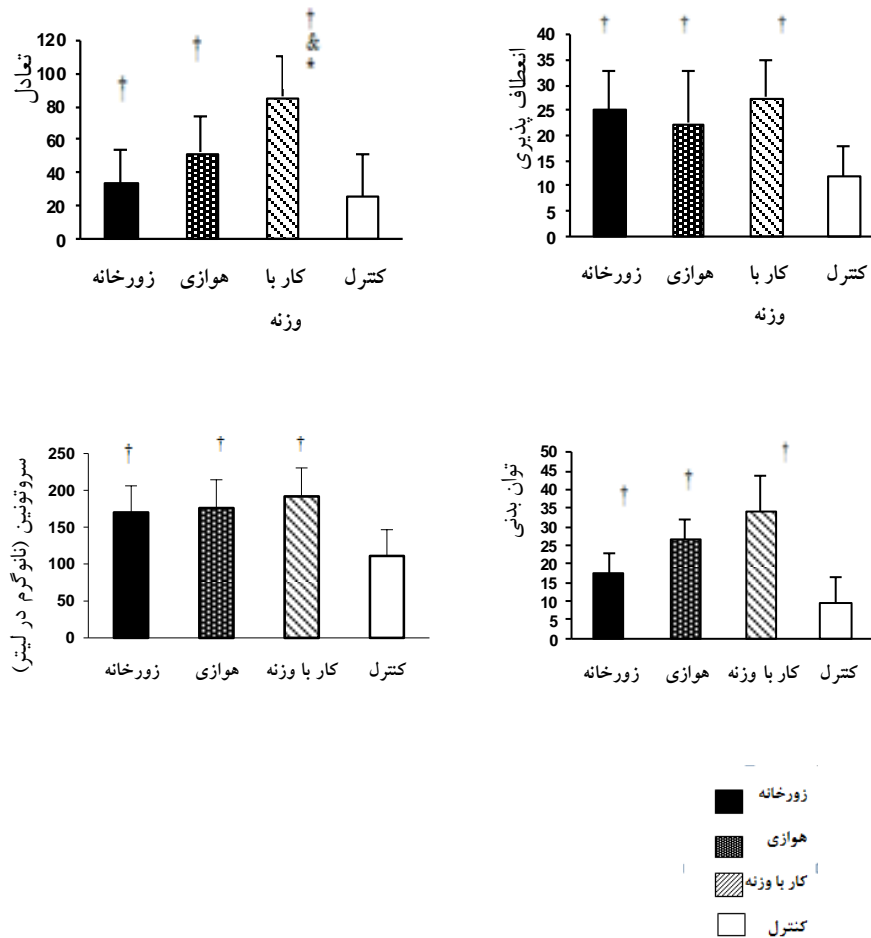 †
&
*
†
†
120
100
80
60
40
20
0
تعادل
زورخانه
هوازی
کار با
وزنه
کنترل
†
†
†
40
35
30
25
20
15
10
5
0
انعطاف پذیری
زورخانه
هوازی
کار با
وزنه
کنترل
†
†
†
250
200
150
100
50
0
سروتونین (نانوگرم در لیتر)
زورخانه
هوازی
کار با وزنه
کنترل
†
†
†
50
45
40
35
30
25
20
15
10
5
0
توان بدنی
زورخانه
هوازی
کار با وزنه
کنترل
زورخانه
هوازی
کار با وزنه
کنترل